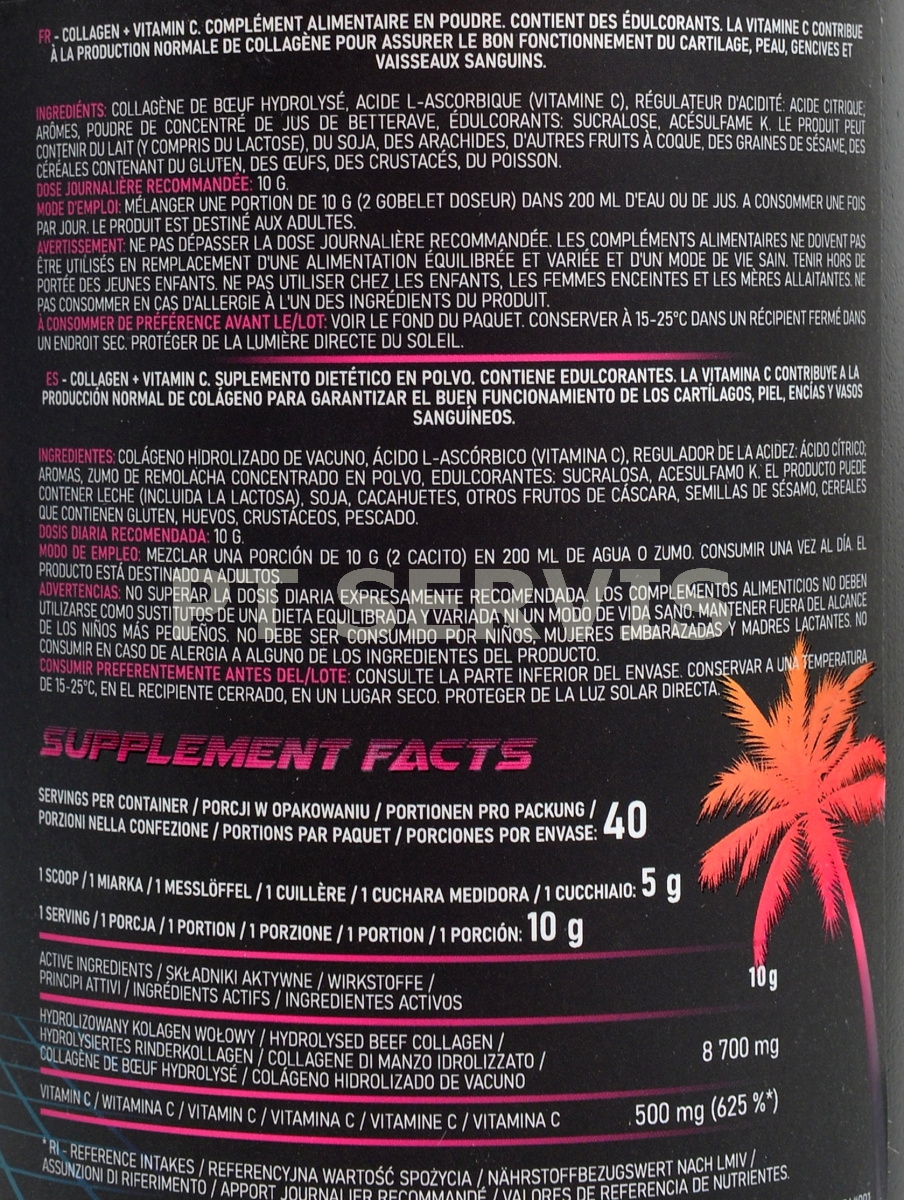 FR - COLLAGEN + VITAMIN C. COMPLÉMENT ALIMENTAIRE EN POUDRE. CONTIENT DES ÉDULCORANTS. LA VITAMINE C CONTRIBUE
À LA PRODUCTION NORMALE DE COLLAGÈNE POUR ASSURER LE BON FONCTIONNEMENT DU CARTILAGE, PEAU, GENCIVES ET
VAISSEAUX SANGUINS.
INGREDIÉNTS: COLLAGÈNE DE BŒUF HYDROLYSÉ, ACIDE L-ASCORBIQUE (VITAMINE C), RÉGULATEUR D'ACIDITÉ: ACIDE CITRIQUE,
ARÔMES, POUDRE DE CONCENTRÉ DE JUS DE BETTERAVE, ÉDULCORANTS: SUCRALOSE, ACÉSULFAME K. LE PRODUIT PEUT
CONTENIR DU LAIT (Y COMPRIS DU LACTOSE), DU SOJA, DES ARACHIDES, D'AUTRES FRUITS À COQUE, DES GRAINES DE SÉSAME, DES
CÉRÉALES CONTENANT DU GLUTEN, DES ŒUFS, DES CRUSTACÉS, DU POISSON.
DOSE JOURNALIÈRE RECOMMANDÉE: 10 G.
MODE D'EMPLOI: MÉLANGER UNE PORTION DE 10 G (2 GOBELET DOSEUR) DANS 200 ML D'EAU OU DE JUS. A CONSOMMER UNE FOIS
PAR JOUR. LE PRODUIT EST DESTINÉ AUX ADULTES.
AVERTISSEMENT: NE PAS DÉPASSER LA DOSE JOURNALIÈRE RECOMMANDÉE. LES COMPLÉMENTS ALIMENTAIRES NE DOIVENT PAS
ÊTRE UTILISÉS EN REMPLACEMENT D'UNE ALIMENTATION ÉQUILIBRÉE ET VARIÉE ET D'UN MODE DE VIE SAIN. TENIR HORS DE
PORTÉE DES JEUNES ENFANTS. NE PAS UTILISER CHEZ LES ENFANTS, LES FEMMES ENCEINTES ET LES MÈRES ALLAITANTES. NE
PAS CONSOMMER EN CAS D'ALLERGIE À L'UN DES INGRÉDIENTS DU PRODUIT.
À CONSOMMER DE PRÉFÉRENCE AVANT LE/LOT: VOIR LE FOND DU PAQUET. CONSERVER À 15-25°C DANS UN RÉCIPIENT FERMÉ DANS
UN ENDROIT SEC. PROTÉGER DE LA LUMIÈRE DIRECTE DU SOLEIL.
ES - COLLAGEN + VITAMIN C. SUPLEMENTO DIETÉTICO EN POLVO. CONTIENE EDULCORANTES. LA VITAMINA C CONTRIBUYE A LA
PRODUCCIÓN NORMAL DE COLÁGENO PARA GARANTIZAR EL BUEN FUNCIONAMIENTO DE LOS CARTÍLAGOS, PIEL, ENCÍAS Y VASOS
SANGUÍNEOS.
INGREDIENTES: COLÁGENO HIDROLIZADO DE VACUNO, ÁCIDO L-ASCÓRBICO (VITAMINA C), REGULADOR DE LA ACIDEZ: ÁCIDO CÍTRICO;
AROMAS, ZUMO DE REMOLACHA CONCENTRADO EN POLVO, EDULCORANTES: SUCRALOSA, ACESULFAMO K. EL PRODUCTO PUEDE
CONTENER LECHE (INCLUIDA LA LACTOSA), SOJA, CACAHUETES, OTROS FRUTOS DE CÁSCARA, SEMILLAS DE SÉSAMO, CEREALES
QUE CONTIENEN GLUTEN, HUEVOS, CRUSTÁCEOS, PESCADO.
DOSIS DIARIA RECOMENDADA: 10 G.
MODO DE EMPLEO: MEZCLAR UNA PORCIÓN DE 10 G (2 CACITO) EN 200 ML DE AGUA O ZUMO. CONSUMIR UNA VEZ AL DÍA. EL
PRODUCTO ESTÁ DESTINADO A ADULTOS.
PT SERVIS
ADVERTENCIAS: NO SUPERAR LA DOSIS DIARIA EXPRESAMENTE RECOMENDADA. LOS COMPLEMENTOS ALIMENTICIOS NO DEBEN
UTILIZARSE COMO SUSTITUTOS DE UNA DIETA EQUILIBRADA Y VARIADA NI UN MODO DE VIDA SANO. MANTENER FUERA DEL ALCANCE
DE LOS NIÑOS MÁS PEQUEÑOS. NO DEBE SER CONSUMIDO POR NIÑOS, MUJERES EMBARAZADAS Y MADRES LACTANTES. NO
CONSUMIR EN CASO DE ALERGIA A ALGUNO DE LOS INGREDIENTES DEL PRODUCTO.
CONSUMIR PREFERENTEMENTE ANTES DEL/LOTE: CONSULTE LA PARTE INFERIOR DEL ENVASE. CONSERVAR A UNA TEMPERATURA
DE 15-25°C, EN EL RECIPIENTE CERRADO, EN UN LUGAR SECO. PROTEGER DE LA LUZ SOLAR DIRECTA.
SUPPLEMENT FACTS
SERVINGS PER CONTAINER / PORCJI W OPAKOWANIU / PORTIONEN PRO PACKUNG /
PORZIONI NELLA CONFEZIONE / PORTIONS PAR PAQUET / PORCIONES POR ENVASE: 40
1 SCOOP / 1 MIARKA / 1 MESSLÖFFEL / 1 CUILLÈRE / 1 CUCHARA MEDIDORA / 1 CUCCHIAIO: 5 g
1 SERVING / 1 PORCJA / 1 PORTION / 1 PORZIONE / 1 PORTION / 1 PORCIÓN: 10 g
ACTIVE INGREDIENTS / SKŁADNIKI AKTYWNE / WIRKSTOFFE /
PRINCIPI ATTIVI / INGRÉDIENTS ACTIFS / INGREDIENTES ACTIVOS
10 g
HYDROLIZOWANY KOLAGEN WOŁOWY / HYDROLYSED BEEF COLLAGEN /
HYDROLYSIERTES RINDERKOLLAGEN / COLLAGENE DI MANZO IDROLIZZATO /
COLLAGÈNE DE BŒUF HYDROLYSÉ / COLÁGENO HIDROLIZADO DE VACUNO
8 700 mg
VITAMIN C / WITAMINA C / VITAMIN C / VITAMINA C / VITAMINE C / VITAMINA C 500 mg (625 %*)
* RI - REFERENCE INTAKES / REFERENCYJNA WARTOŚĆ SPOŻYCIA / NÄHRSTOFFBEZUGSWERT NACH LMIV /
ASSUNZIONI DI RIFERIMENTO / APPORT JOURNALIER RECOMMANDÉ / VALORES DE REFERENCIA DE NUTRIENTES.